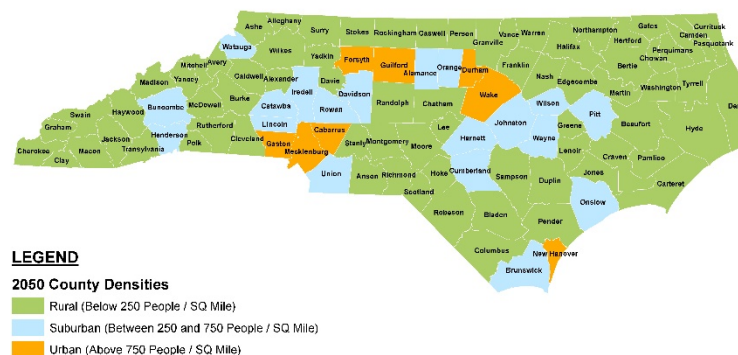 Alleghany
Ashe
Surry
Stokes Rockingham Caswell Person
Vance Warren
Northampton
Gates
Currituck
Camden
Pasquotank
Perquimans
Chowan
Hertford
Halifax
Granville
Bertie
Watauga
Wilkes
Yadkin
Forsyth
Guilford
Alamance
Orange
Durham
Franklin
Nash
Edgecombe
Martin
Washington Tyrrell
Mitchell Avery
Caldwell Alexander
Davie
Davidson
Iredell
Madison
Yancey
Burke
Catawba
Rowan
Randolph
Chatham
Wake
Wilson
Pitt
Beaufort
Hyde
Buncombe
McDowell
Haywood
Swain
Graham
Rutherford
Lincoln
Cabarrus
Lee
Johnston
Greene
Wayne
Harnett
Henderson
Jackson
Cherokee Macon Transylvania Polk
Clay
Cleveland
Gaston
Mecklenburg
Stanly Montgomery Moore
Lenoir
Craven Pamlico
Jones
Carteret
Union
Anson Richmond
Hoke
Cumberland
Sampson
Duplin
Onslow
Scotland
Robeson
Bladen
Pender
Columbus
New Hanover
Brunswick
LEGEND
2050 County Densities
Rural (Below 250 People / SQ Mile)
Suburban (Between 250 and 750 People / SQ Mile)
Urban (Above 750 People / SQ Mile)